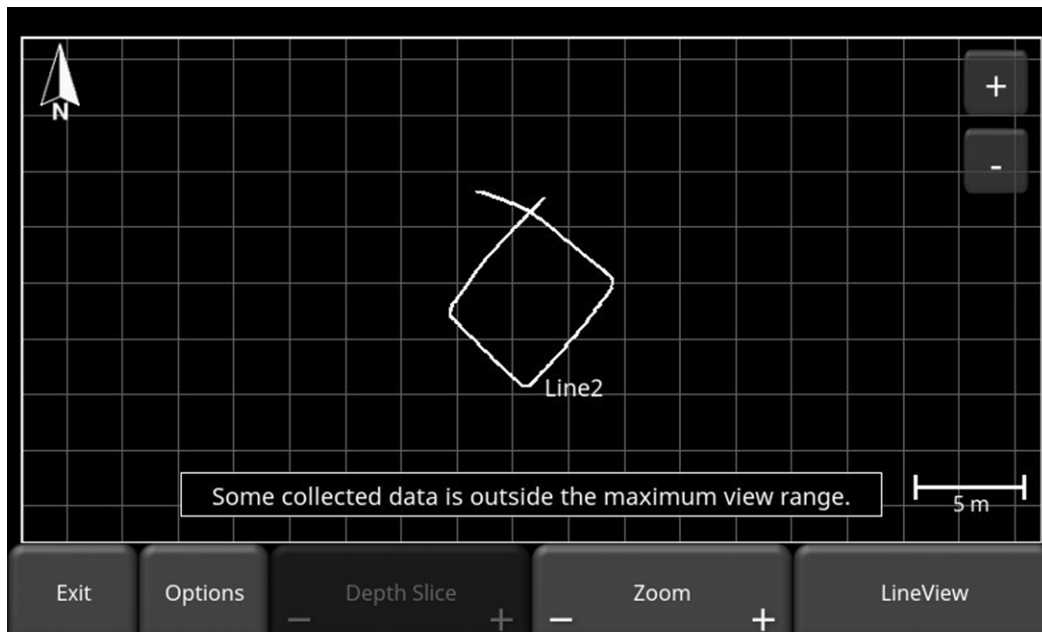 N
+
-
Line2
Some collected data is outside the maximum view range.
5 m
Exit
Options
Depth Slice
− +
Zoom
− +
LineView